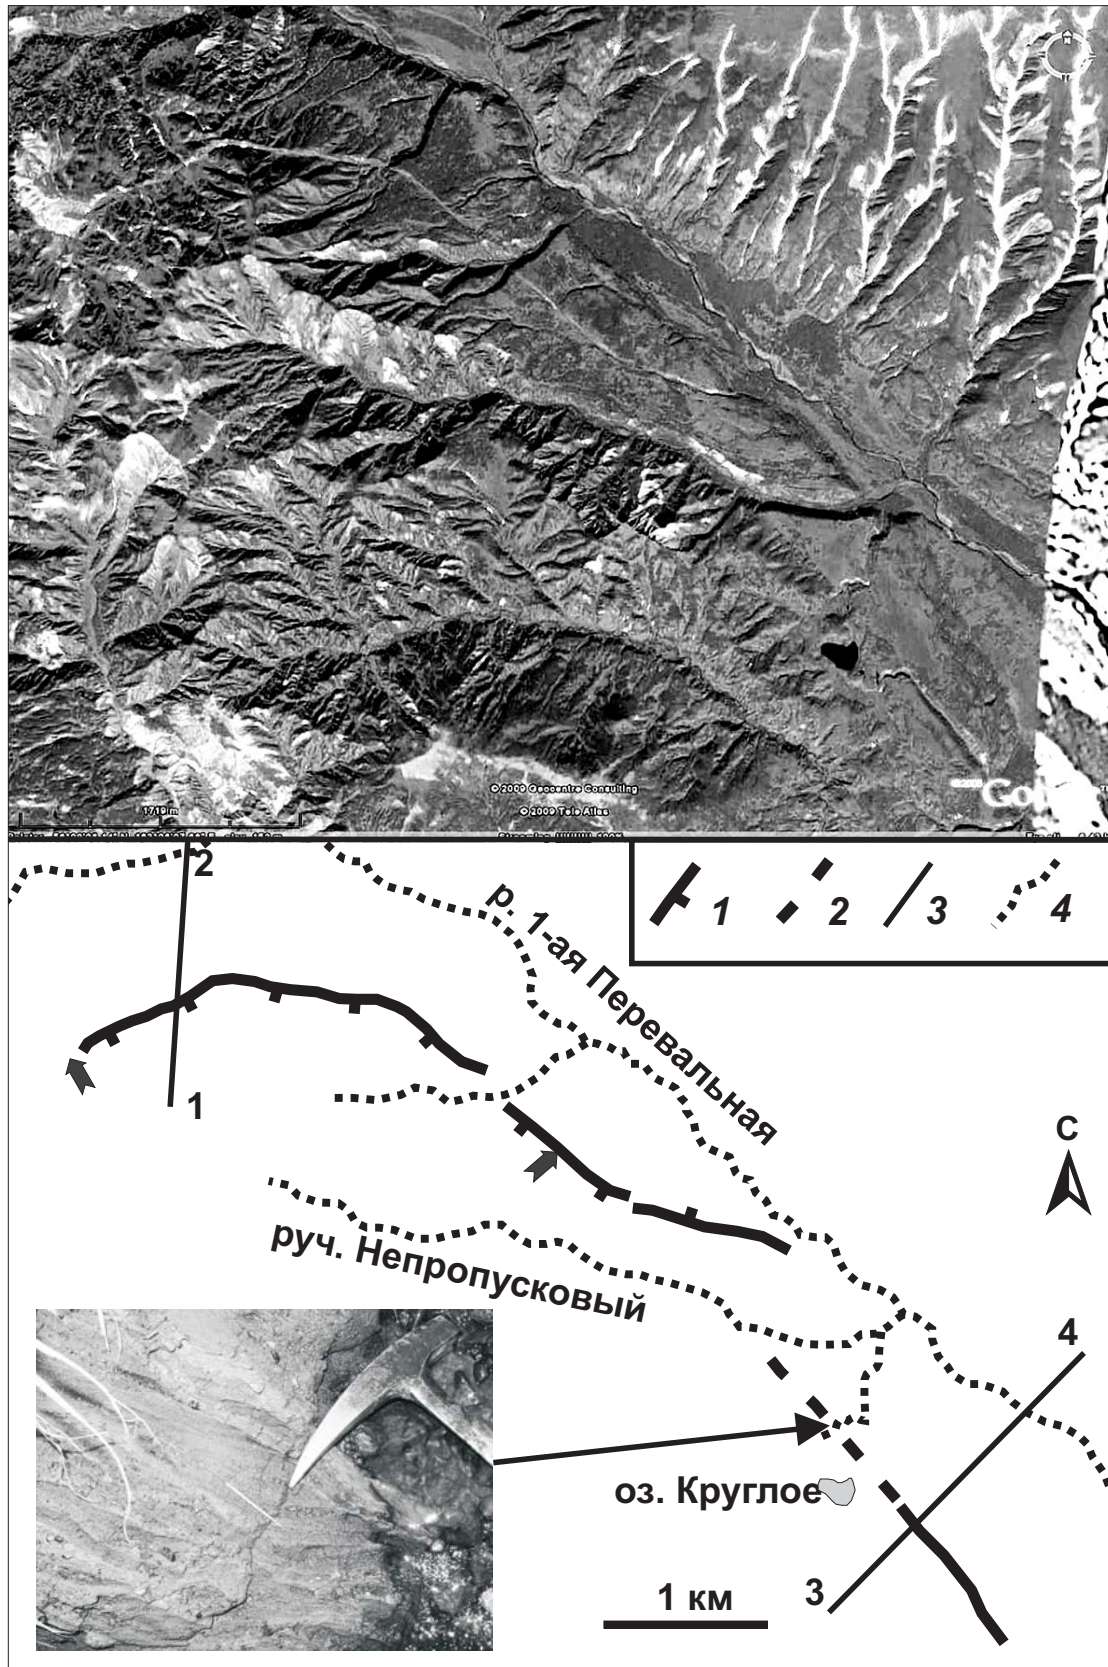 © 2009 Geocentre Consulting
1719 m
© 2009 Tele Atlas
2
1
2
3
4
р. 1-ая Перевальная
1
С
руч. Непропусковый
4
оз. Круглое
1 км
3